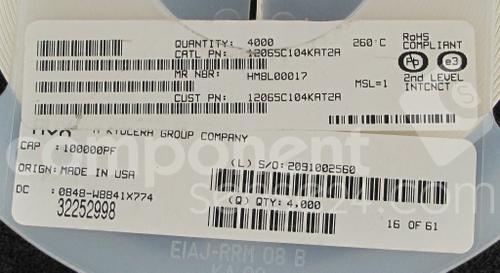 QUANTITY: 4000 260°C
CATL PN: 12065C104KAT2A
MR NBR: HM8L00017 MSL=1
CUST PN: 12065C104KAT2A
RoHS
COMPLIANT
Pb e3
2nd LEVEL
INTCNCT
A KYOCERA GROUP COMPANY
CAP :100000PF
ORIGN:MADE IN USA
DC :0848-W8841X774
32252998
(L) S/O:2091002560
(Q) QTY:4,000
16 OF 61
EIAJ-RRM 08 B
component